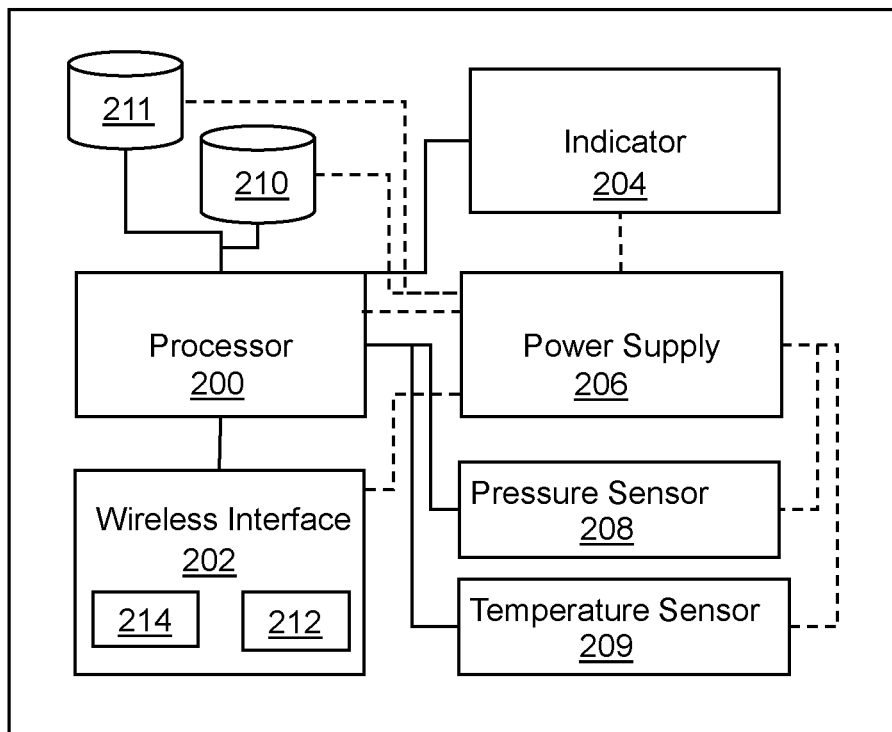 211
210
Indicator
204
Processor
200
Power Supply
206
Wireless Interface
202
214
212
Pressure Sensor
208
Temperature Sensor
209